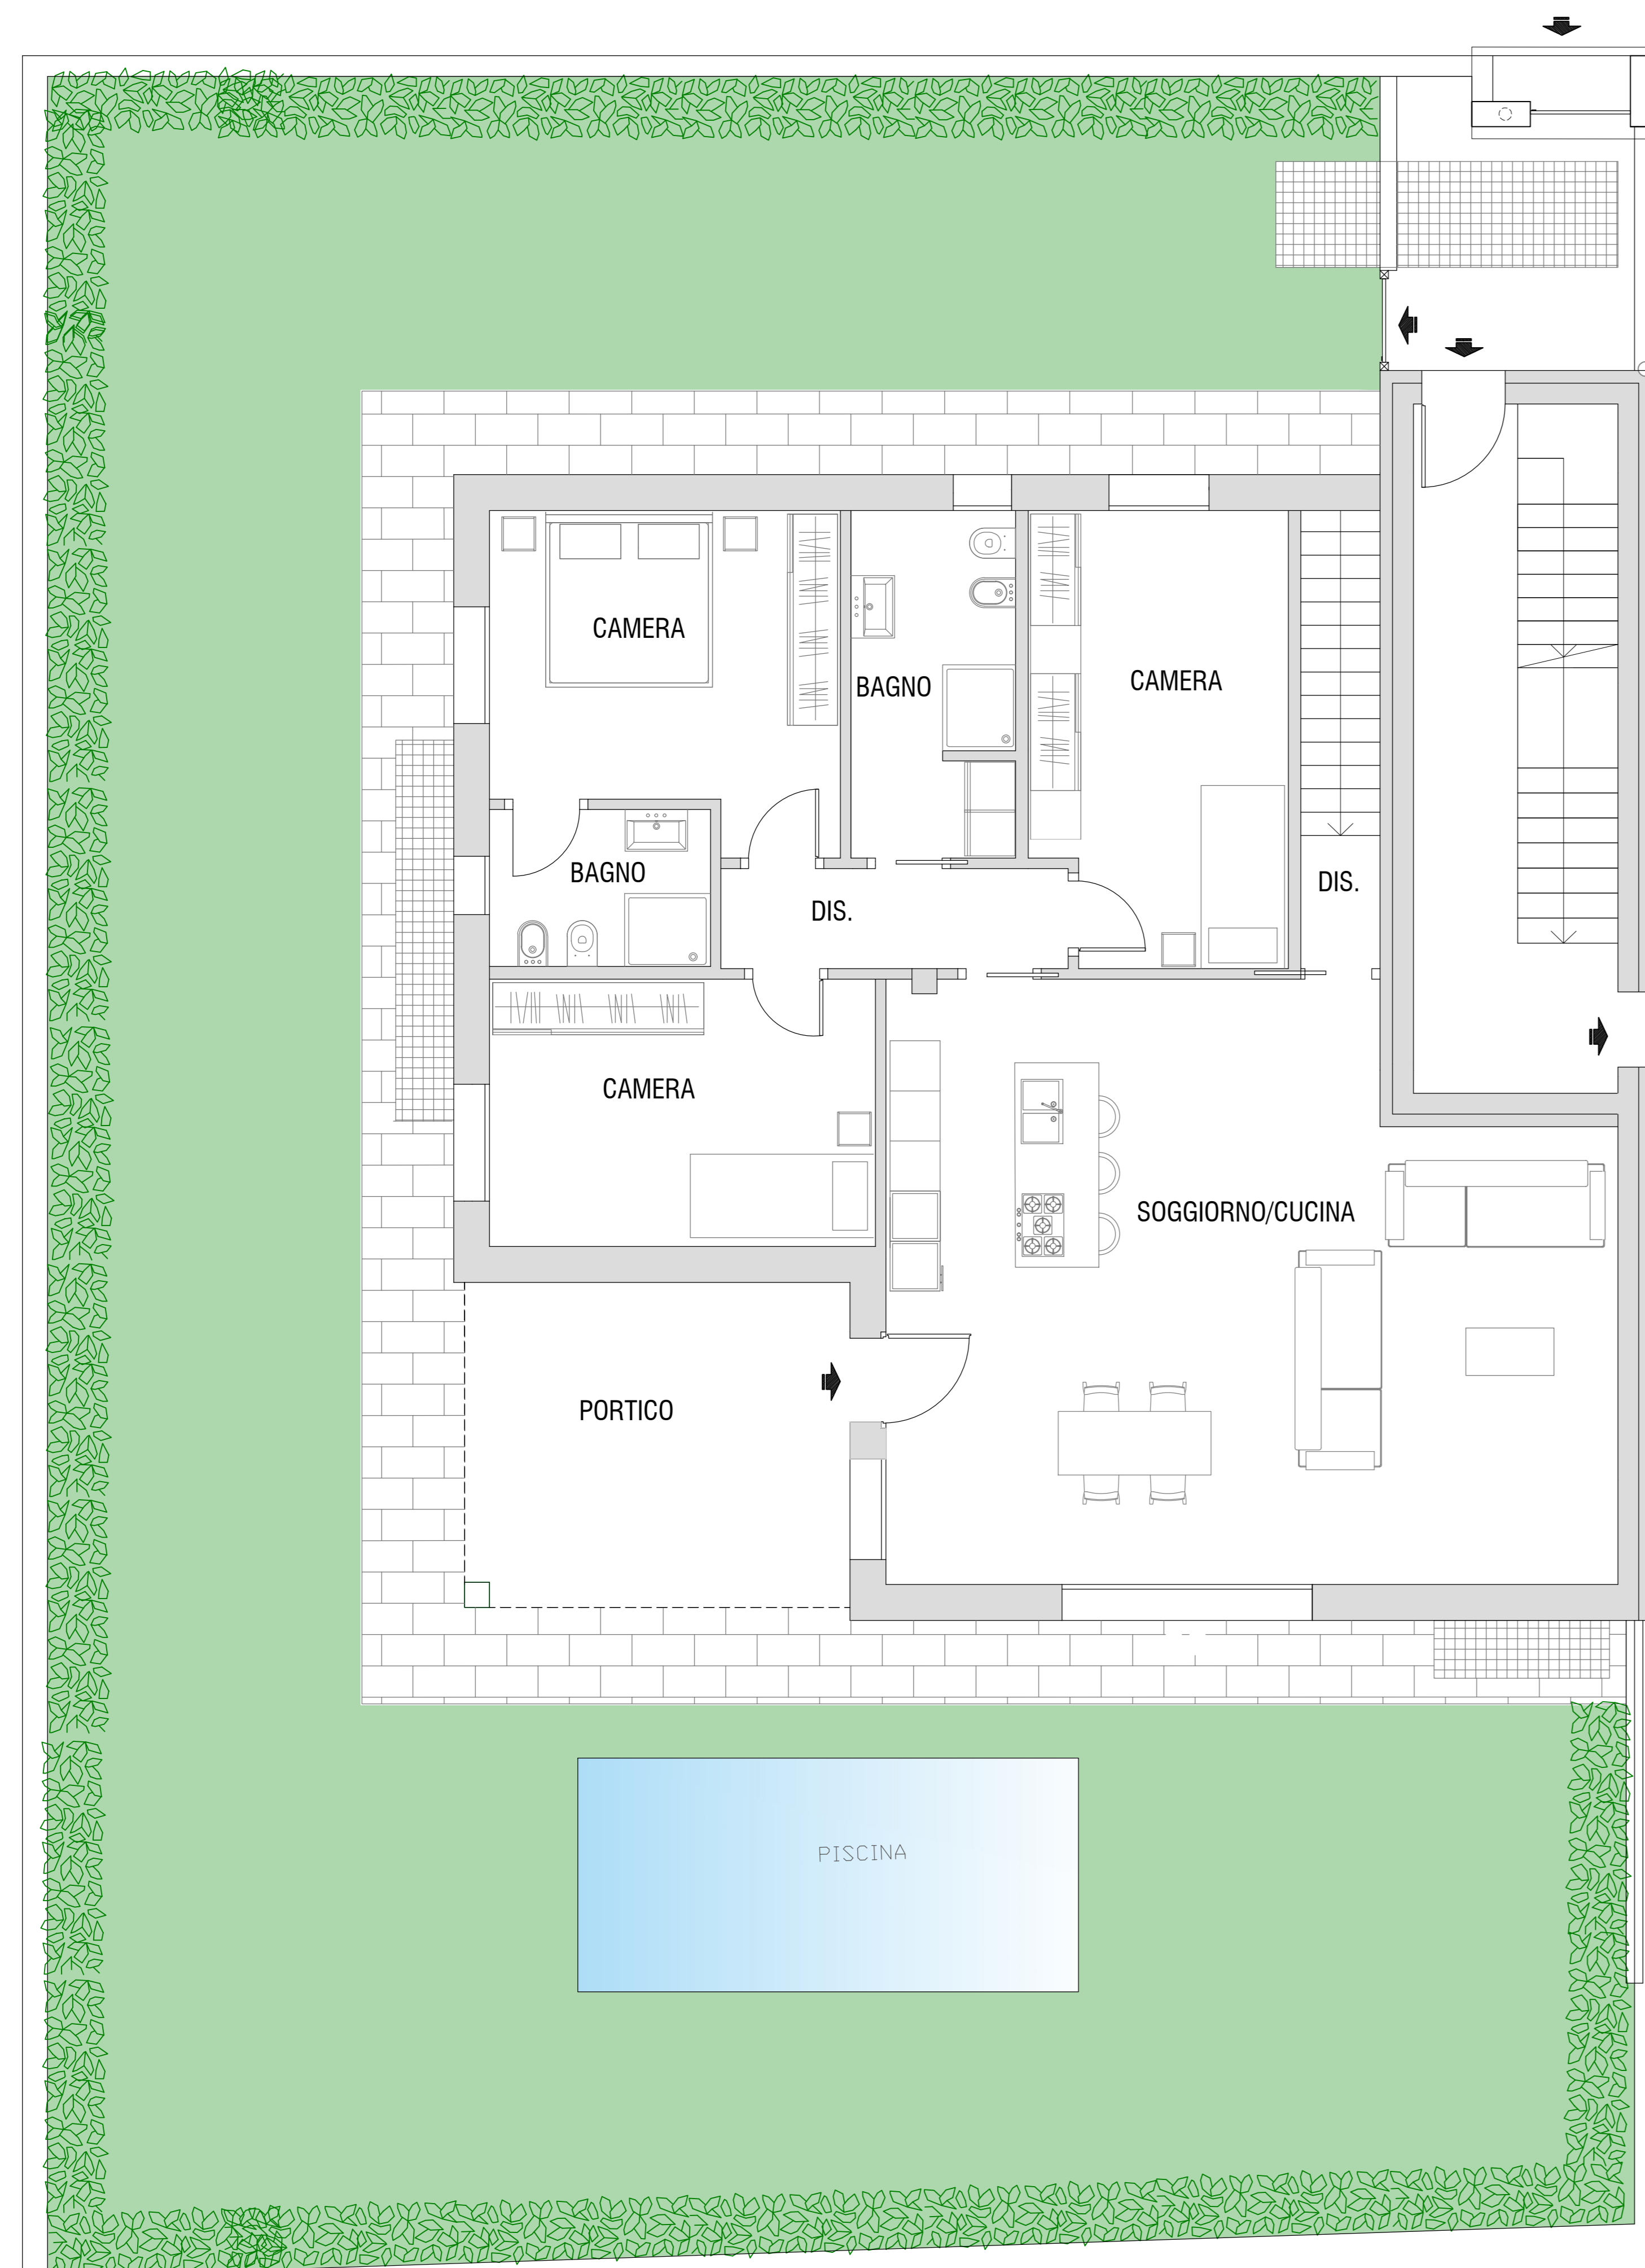 CAMERA
BAGNO
CAMERA
BAGNO
DIS.
DIS.
CAMERA
SOGGIORNO/CUCINA
PORTICO
PISCINA